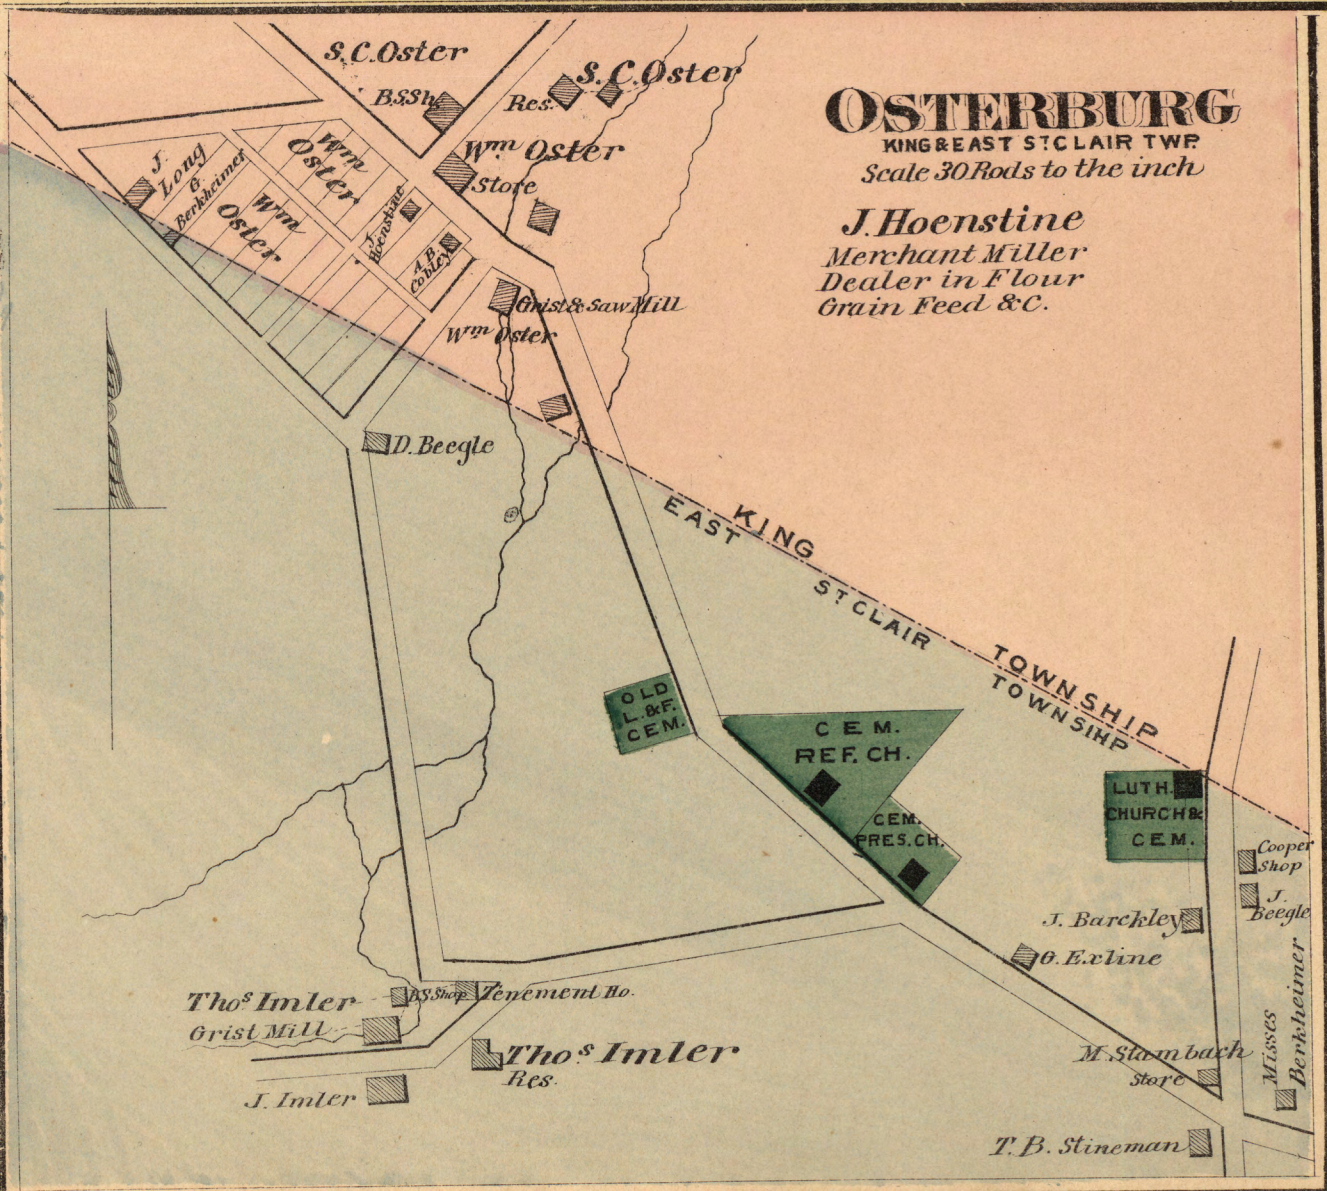 S. C. Oster
B.S.Sh.
Res.
S. C. Oster
Wm Oster
Store
OSTERBURG
KING & EAST ST CLAIR TWP.
Scale 30 Rods to the inch
J. Hoenstine
Merchant Miller
Dealer in Flour
Grain Feed & C.
J.
Long
G.
Berkheimer
Wm
Oster
Wm
Oster
J.
Hoenstine
A. B.
Cobley
Grist & Saw Mill
Wm Oster
D. Beegle
KING
EAST
ST CLAIR
TOWNSHIP
TOWNSIHP
OLD
L. & F.
CEM.
CEM.
REF. CH.
CEM.
PRES. CH.
LUTH.
CHURCH &
CEM.
Cooper
Shop
J.
Beegle
J. Barckley
G. Exline
Misses
Berkheimer
M. Stambach
Store
T. B. Stineman
Thos Imler
B.S. Shop
Tenement Ho.
Grist Mill
Thos Imler
Res.
J. Imler